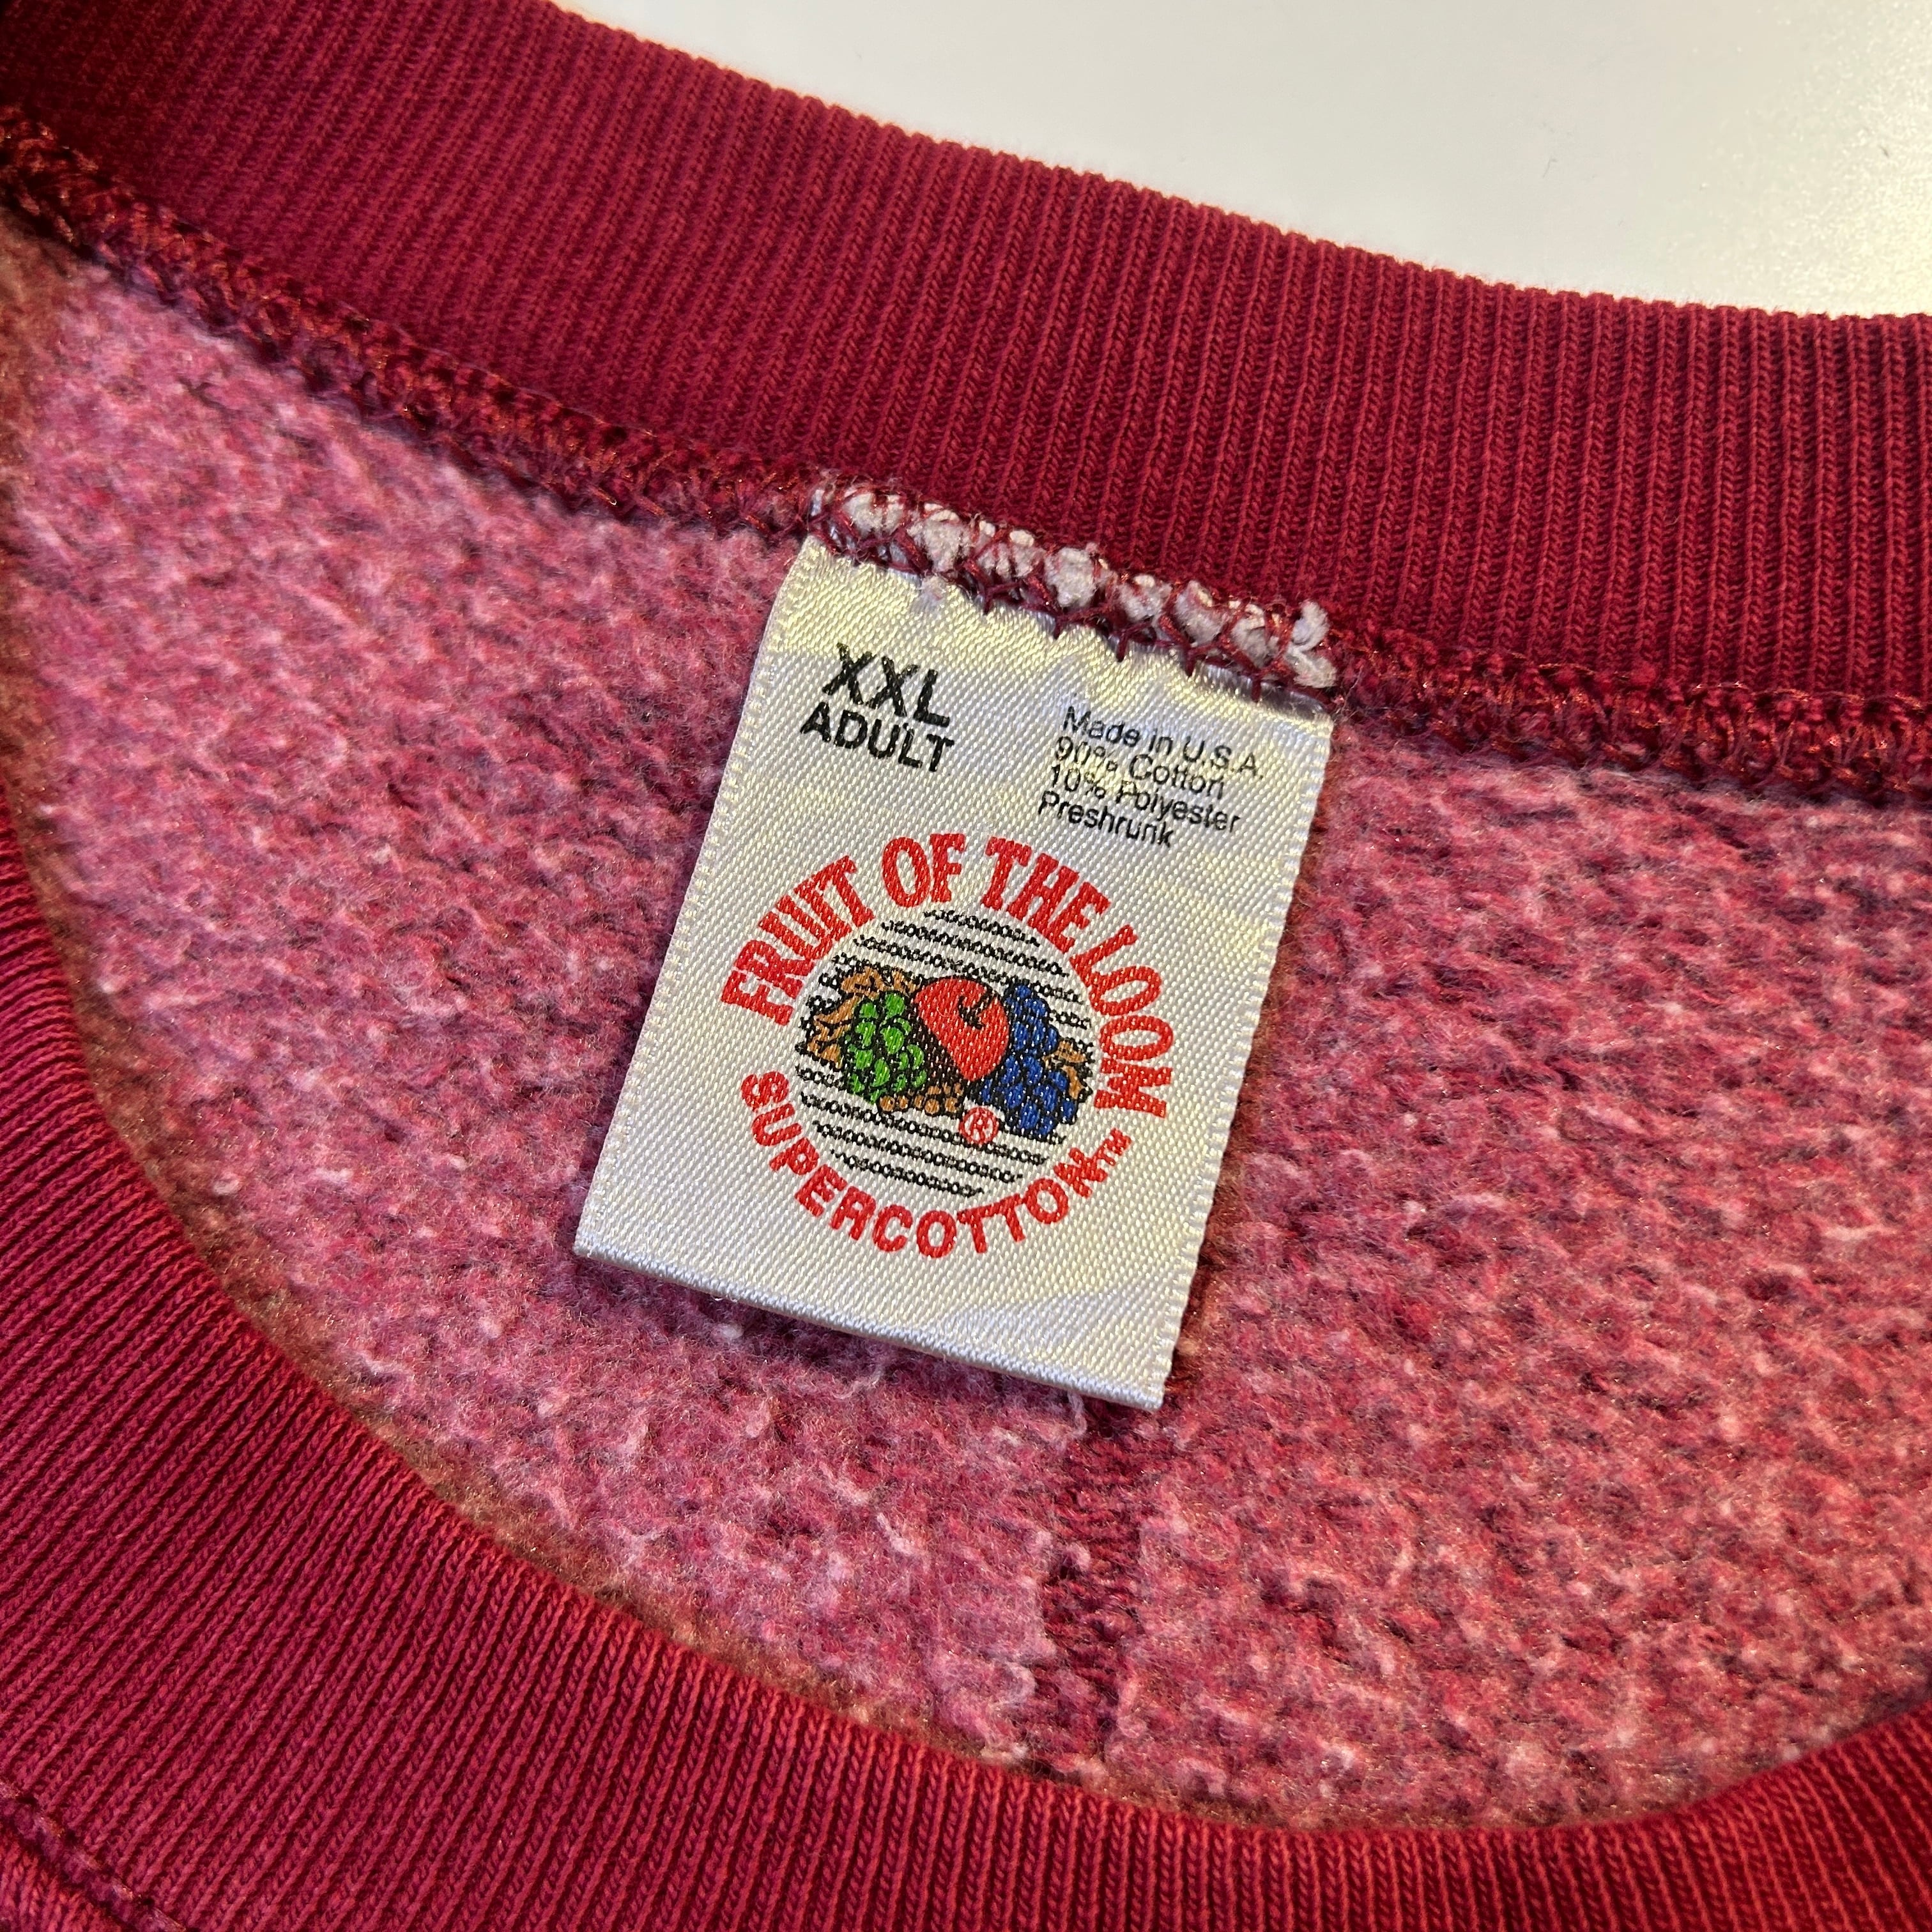 XXL
ADULT
Made in U.S.A.
90% Cotton
10% Polyester
Preshrunk
FRUIT OF THE LOOM
®
SUPERCOTTON™